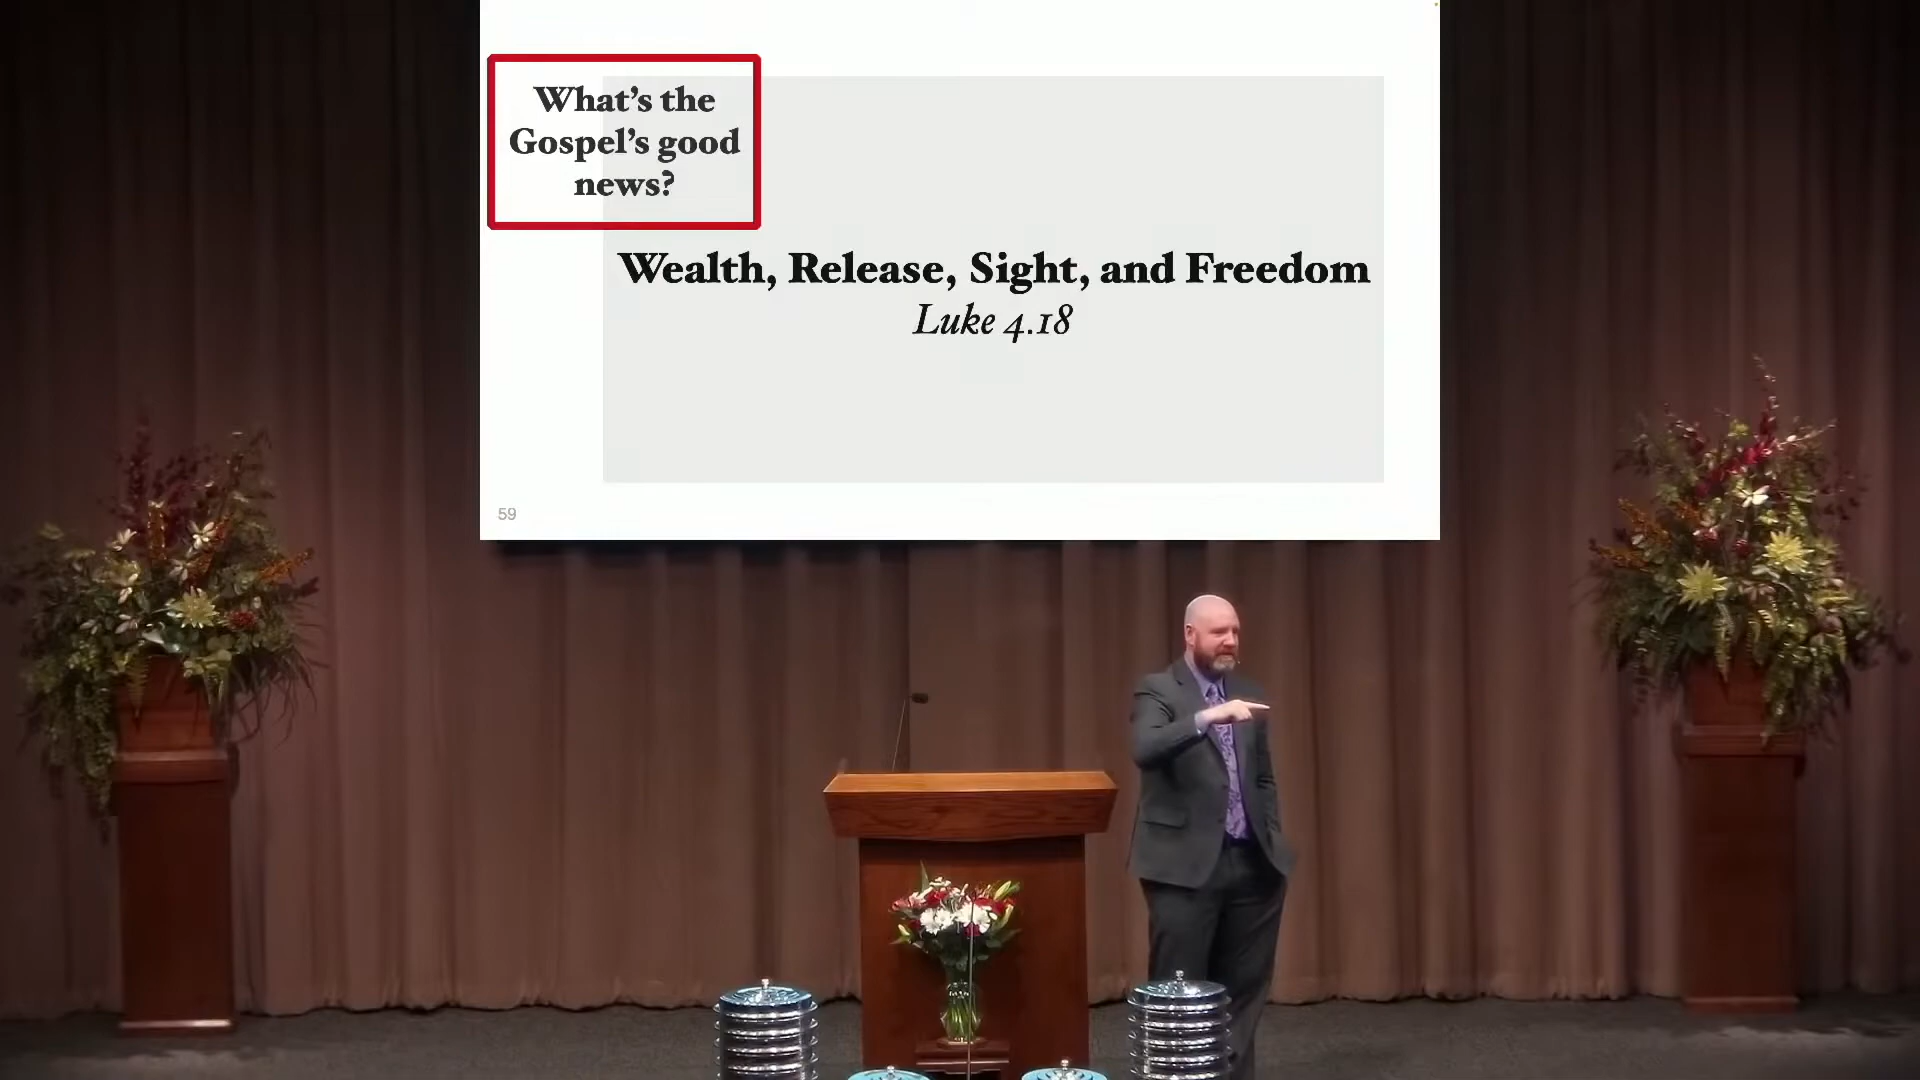 What’s the
Gospel’s good
news?
Wealth, Release, Sight, and Freedom
Luke 4.18
59